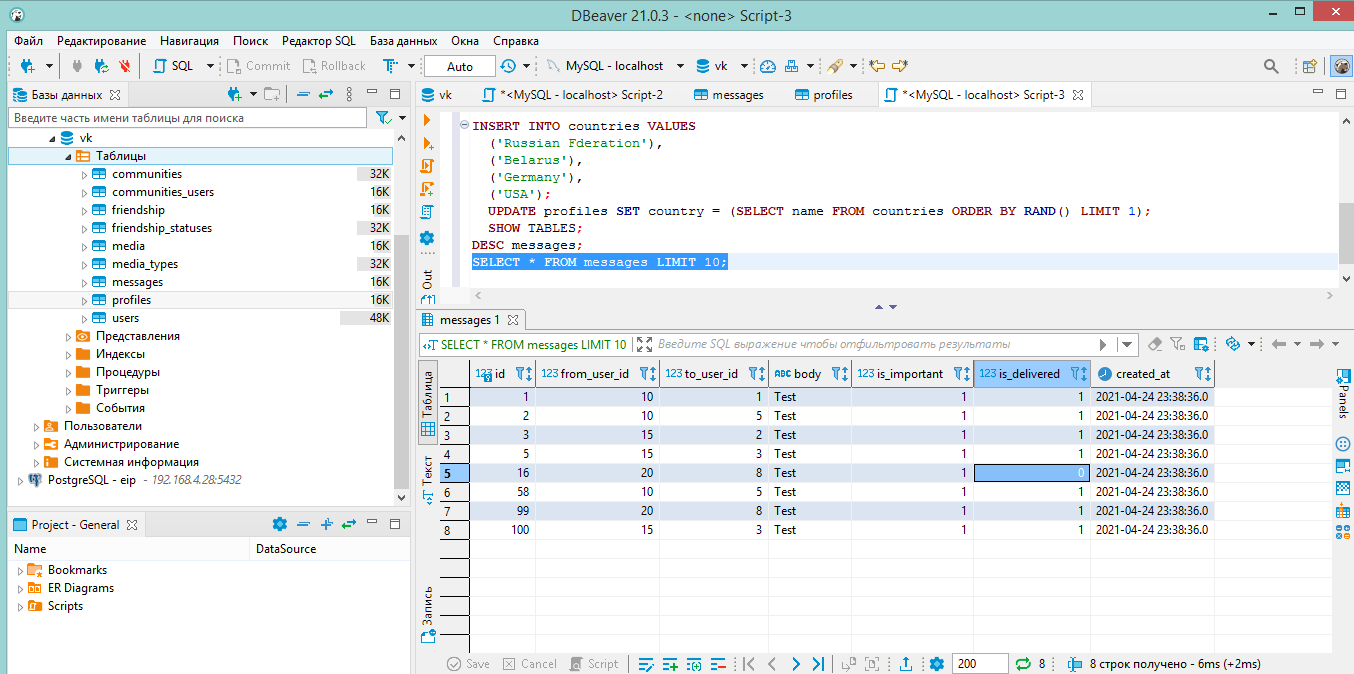 DBeaver 21.0.3 - <none> Script-3
Файл Редактирование Навигация Поиск Редактор SQL База данных Окна Справка
SQL Commit Rollback Auto MySQL - localhost vk
Базы данных
Введите часть имени таблицы для поиска
vk
Таблицы
communities 32K
communities_users 16K
friendship 16K
friendship_statuses 32K
media 16K
media_types 32K
messages 16K
profiles 16K
users 48K
Представления
Индексы
Процедуры
Триггеры
События
Пользователи
Администрирование
Системная информация
PostgreSQL - eip - 192.168.4.28:5432
Project - General
Name DataSource
Bookmarks
ER Diagrams
Scripts
vk *<MySQL - localhost> Script-2 messages profiles *<MySQL - localhost> Script-3
INSERT INTO countries VALUES
('Russian Fderation'),
('Belarus'),
('Germany'),
('USA');
UPDATE profiles SET country = (SELECT name FROM countries ORDER BY RAND() LIMIT 1);
SHOW TABLES;
DESC messages;
SELECT * FROM messages LIMIT 10;
Out
messages 1
SELECT * FROM messages LIMIT 10 Введите SQL выражение чтобы отфильтровать результаты
Таблица
Текст
Запись
Panels
123 id 123 from_user_id 123 to_user_id ABC body 123 is_important 123 is_delivered created_at
1 1 10 1 Test 1 1 2021-04-24 23:38:36.0
2 2 10 5 Test 1 1 2021-04-24 23:38:36.0
3 3 15 2 Test 1 1 2021-04-24 23:38:36.0
4 5 15 3 Test 1 1 2021-04-24 23:38:36.0
5 16 20 8 Test 1 0 2021-04-24 23:38:36.0
6 58 10 5 Test 1 1 2021-04-24 23:38:36.0
7 99 20 8 Test 1 1 2021-04-24 23:38:36.0
8 100 15 3 Test 1 1 2021-04-24 23:38:36.0
Save Cancel Script 200 8 8 строк получено - 6ms (+2ms)